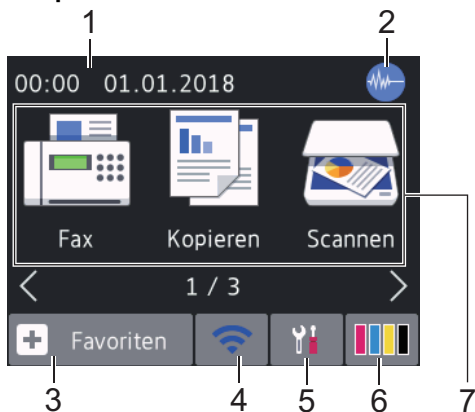 1 2
00:00 01.01.2018
Fax Kopieren Scannen
1 / 3
Favoriten
3 4 5 6 7